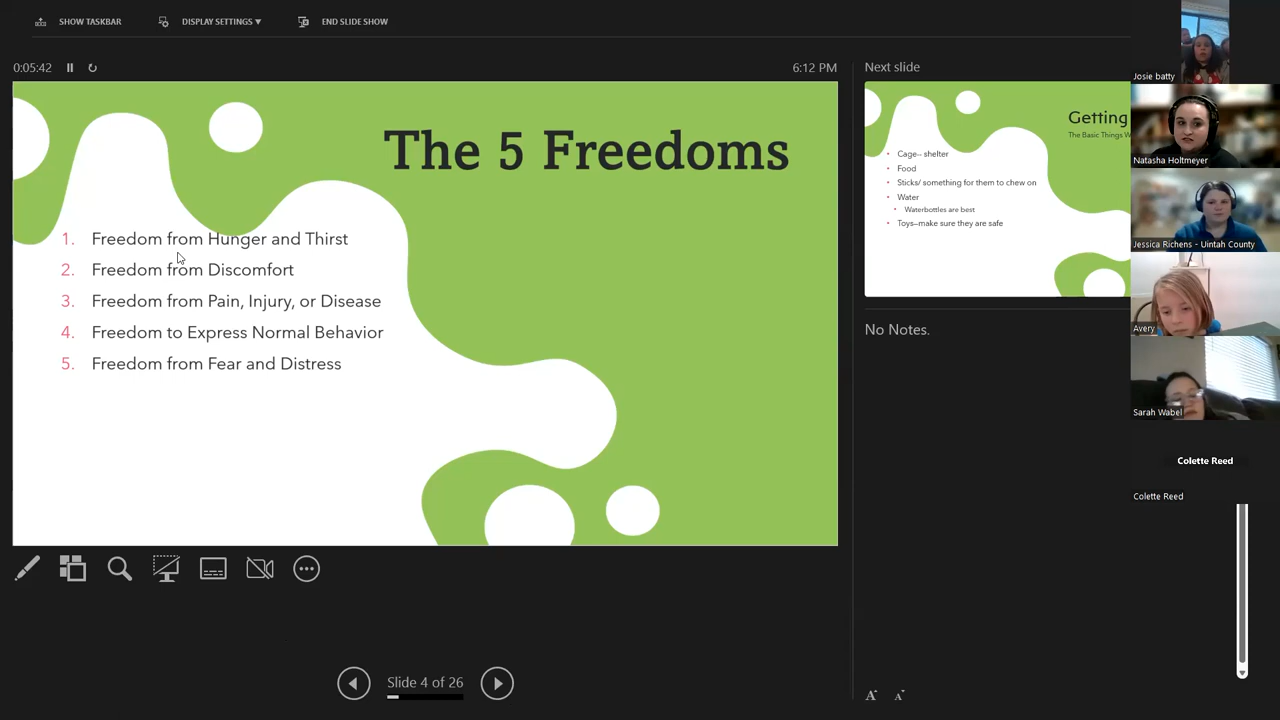 SHOW TASKBAR
DISPLAY SETTINGS ▼
END SLIDE SHOW
0:05:42
6:12 PM
The 5 Freedoms
1. Freedom from Hunger and Thirst
2. Freedom from Discomfort
3. Freedom from Pain, Injury, or Disease
4. Freedom to Express Normal Behavior
5. Freedom from Fear and Distress
Slide 4 of 26
Next slide
Getting
The Basic Things W
• Cage-- shelter
• Food
• Sticks/ something for them to chew on
• Water
• Waterbottles are best
• Toys--make sure they are safe
No Notes.
A
A
Josie batty
Natasha Holtmeyer
Jessica Richens - Uintah County
Avery
Sarah Wabel
Colette Reed
Colette Reed